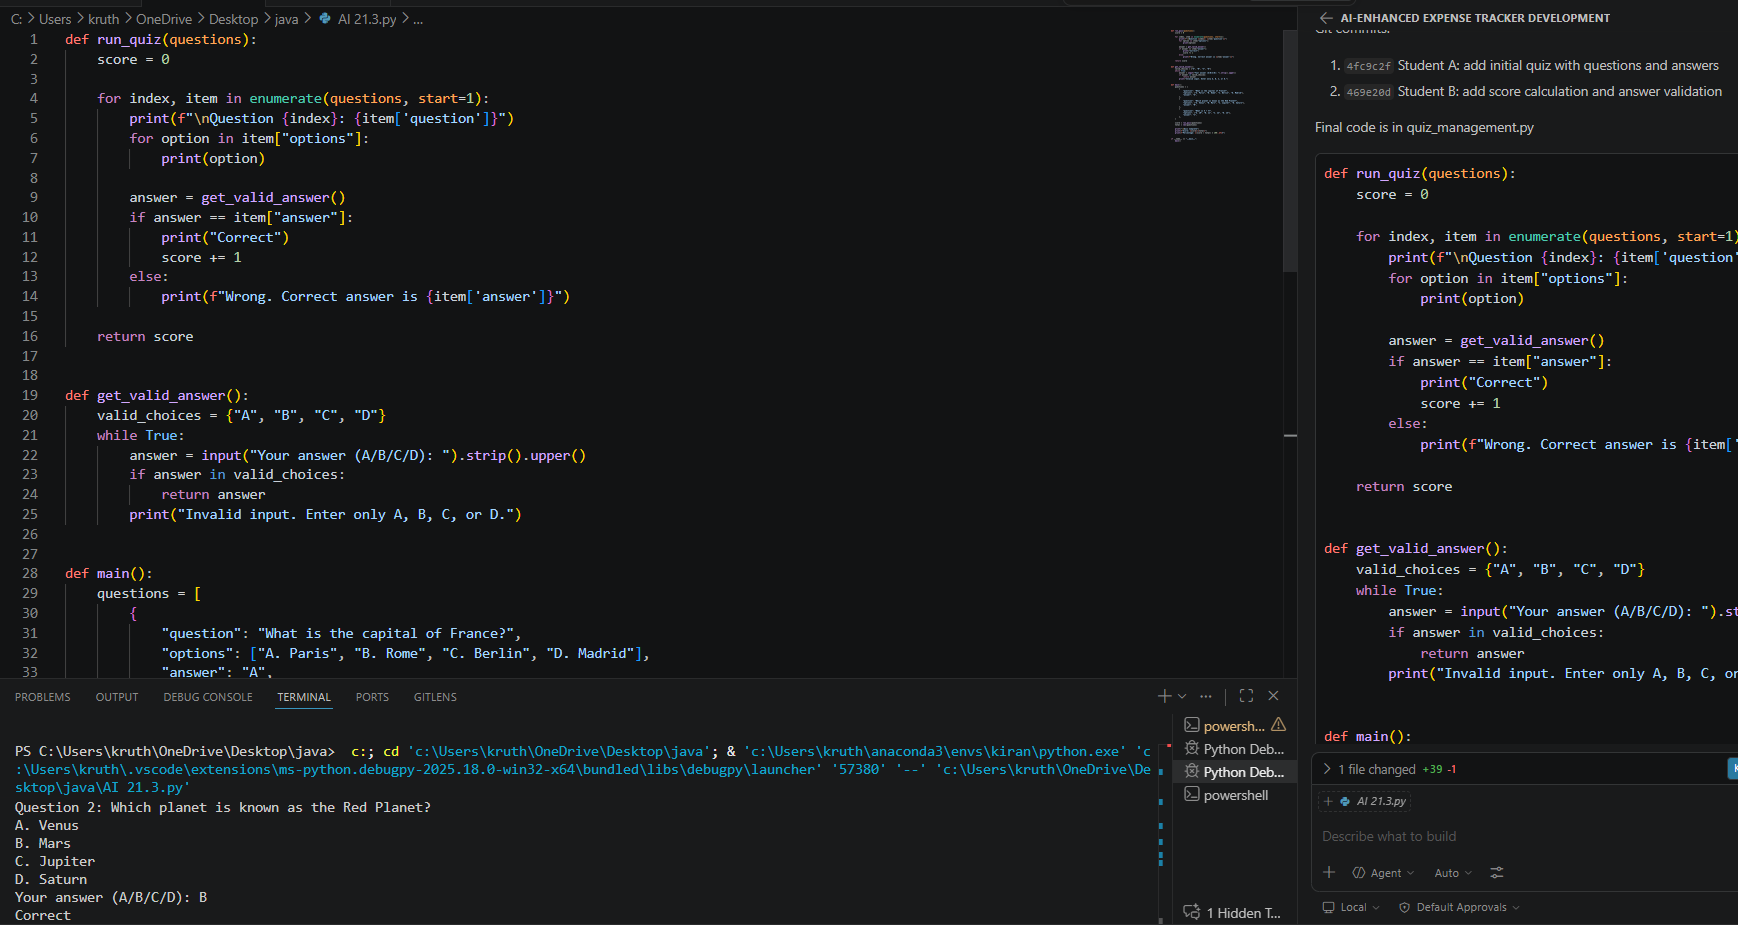 C: > Users > kruth > OneDrive > Desktop > java > AI 21.3.py > ...
1 def run_quiz(questions):
2     score = 0
3
4     for index, item in enumerate(questions, start=1):
5         print(f"\nQuestion {index}: {item['question']}")
6         for option in item["options"]:
7             print(option)
8
9         answer = get_valid_answer()
10         if answer == item["answer"]:
11             print("Correct")
12             score += 1
13         else:
14             print(f"Wrong. Correct answer is {item['answer']}")
15
16     return score
17
18
19 def get_valid_answer():
20     valid_choices = {"A", "B", "C", "D"}
21     while True:
22         answer = input("Your answer (A/B/C/D): ").strip().upper()
23         if answer in valid_choices:
24             return answer
25         print("Invalid input. Enter only A, B, C, or D.")
26
27
28 def main():
29     questions = [
30         {
31             "question": "What is the capital of France?",
32             "options": ["A. Paris", "B. Rome", "C. Berlin", "D. Madrid"],
33             "answer": "A",
PROBLEMS OUTPUT DEBUG CONSOLE TERMINAL PORTS GITLENS
PS C:\Users\kruth\OneDrive\Desktop\java>  c:; cd 'c:\Users\kruth\OneDrive\Desktop\java'; & 'c:\Users\kruth\anaconda3\envs\kiran\python.exe' 'c
:\Users\kruth\.vscode\extensions\ms-python.debugpy-2025.18.0-win32-x64\bundled\libs\debugpy\launcher' '57380' '--' 'c:\Users\kruth\OneDrive\De
sktop\java\AI 21.3.py'
Question 2: Which planet is known as the Red Planet?
A. Venus
B. Mars
C. Jupiter
D. Saturn
Your answer (A/B/C/D): B
Correct
powersh...
Python Deb...
Python Deb...
powershell
1 Hidden T...
AI-ENHANCED EXPENSE TRACKER DEVELOPMENT
Git commits:
1. 4fc9c2f Student A: add initial quiz with questions and answers
2. 469e20d Student B: add score calculation and answer validation
Final code is in quiz_management.py
def run_quiz(questions):
    score = 0
    for index, item in enumerate(questions, start=1)
        print(f"\nQuestion {index}: {item['question'
        for option in item["options"]:
            print(option)
        answer = get_valid_answer()
        if answer == item["answer"]:
            print("Correct")
            score += 1
        else:
            print(f"Wrong. Correct answer is {item['
    return score
def get_valid_answer():
    valid_choices = {"A", "B", "C", "D"}
    while True:
        answer = input("Your answer (A/B/C/D): ").st
        if answer in valid_choices:
            return answer
        print("Invalid input. Enter only A, B, C, or
def main():
1 file changed +39 -1
K
AI 21.3.py
Describe what to build
Agent Auto
Local Default Approvals